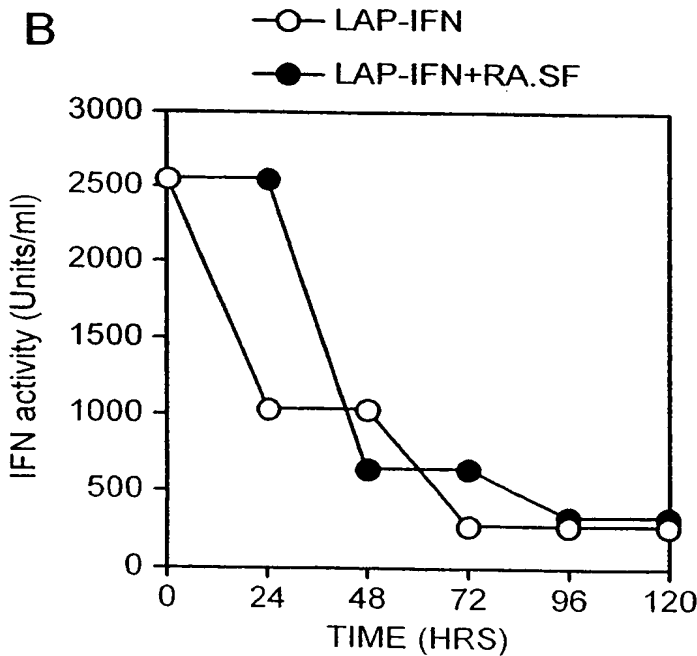 B
LAP-IFN
LAP-IFN+RA.SF
IFN activity (Units/ml)
3000
2500
2000
1500
1000
500
0
0 24 48 72 96 120
TIME (HRS)